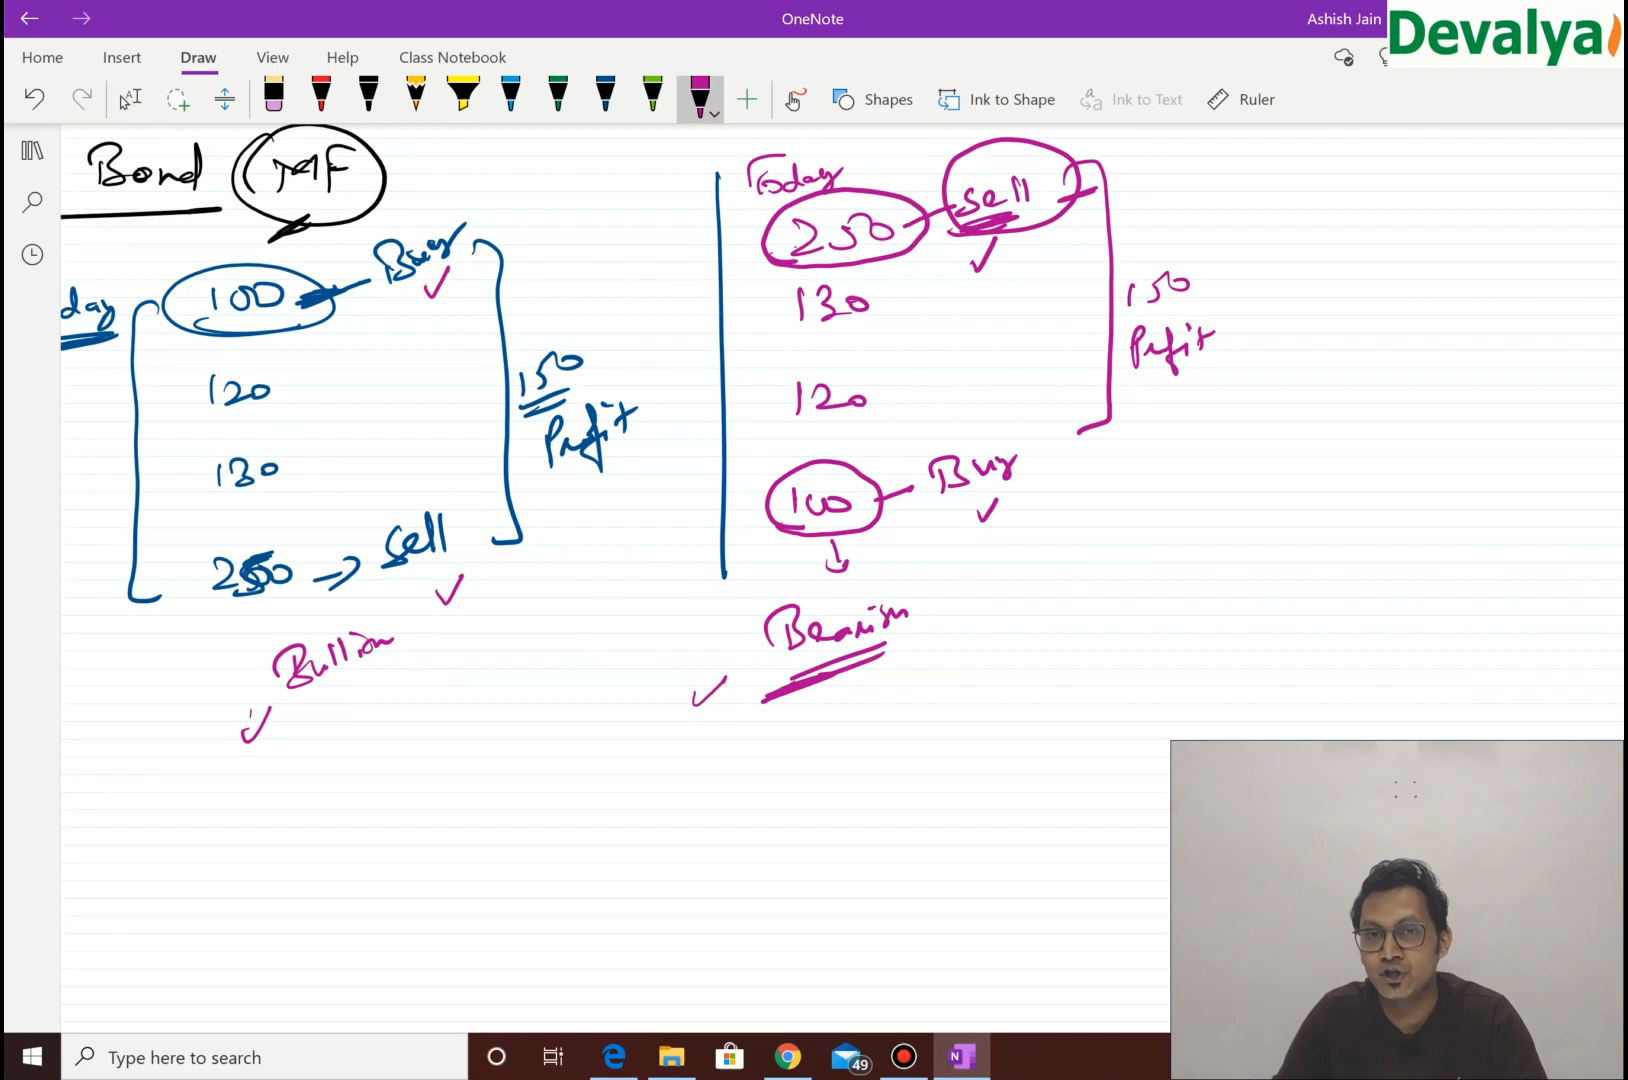 OneNote
Ashish Jain
Devalya
Home Insert Draw View Help Class Notebook
Shapes Ink to Shape Ink to Text Ruler
Bond MF
day
100 Buy
120
130
250 → Sell
150
Profit
Bullion
Today
250 Sell
130
120
100 Buy
150
Profit
Bearism
Type here to search
49
N